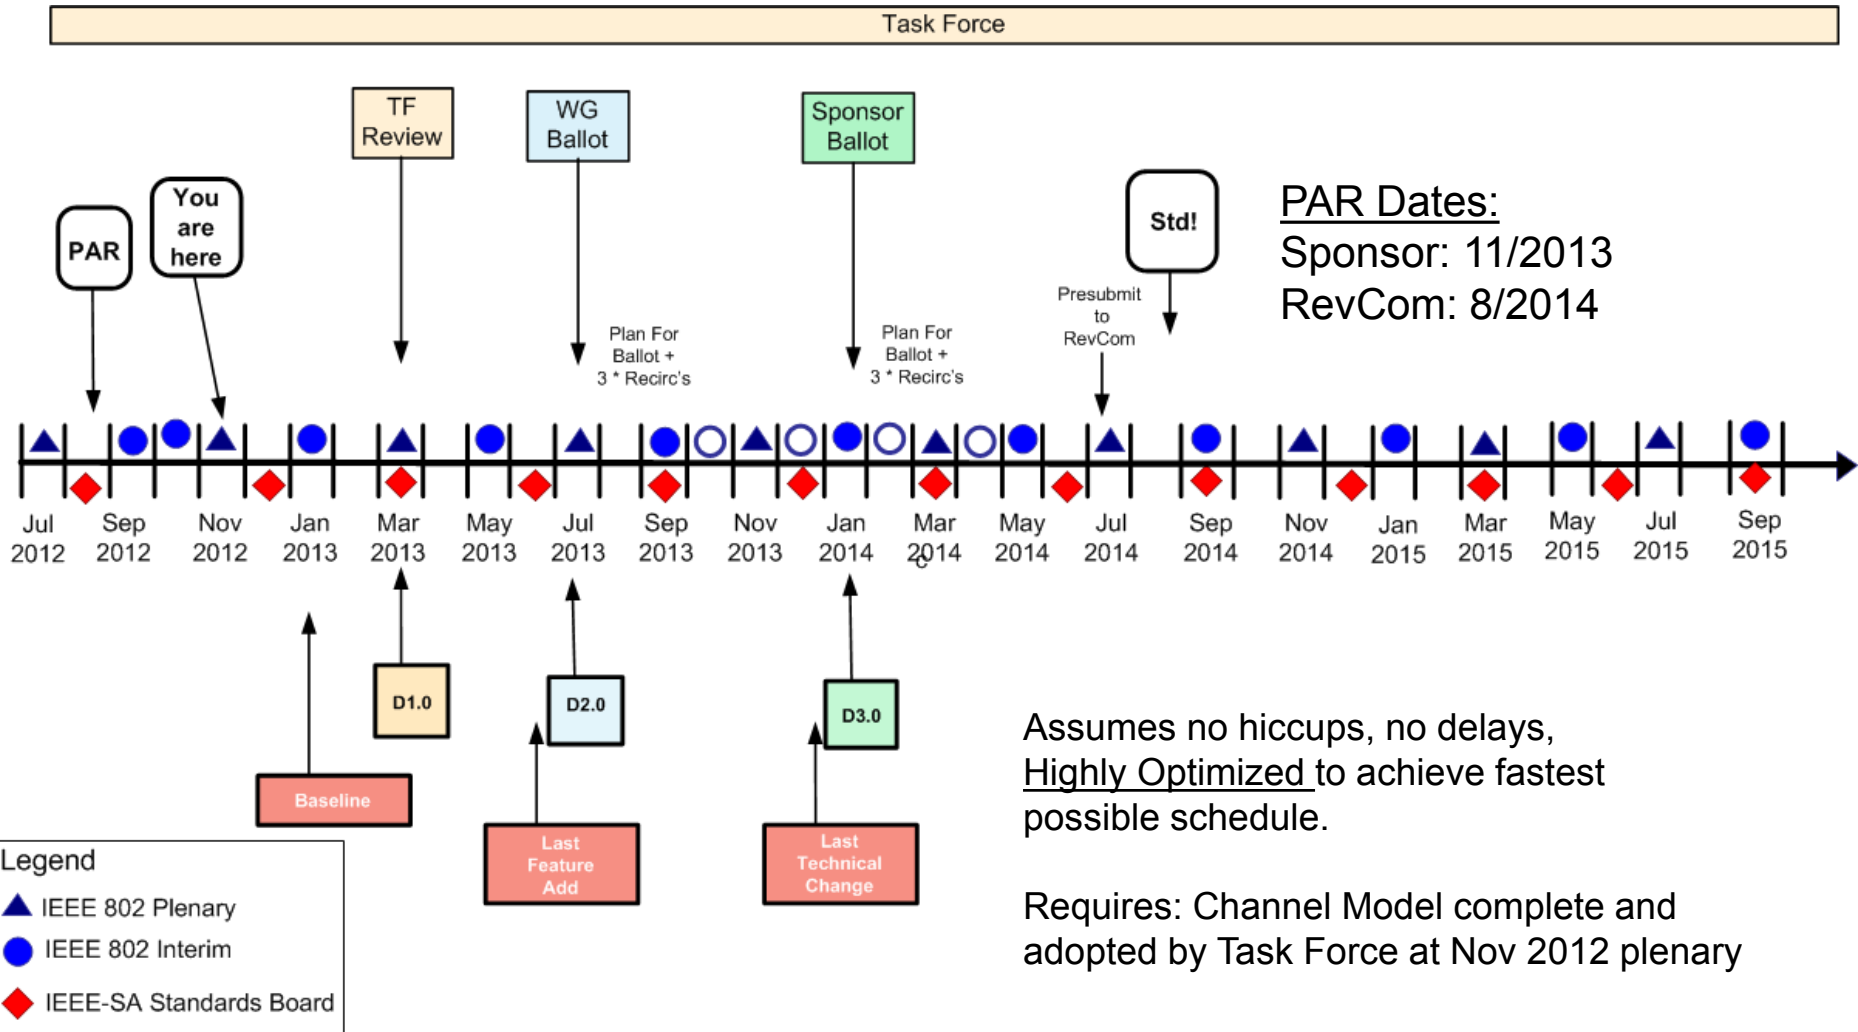 Task Force
TF
Review
WG
Ballot
Sponsor
Ballot
PAR
You
are
here
Std!
PAR Dates:
Sponsor: 11/2013
RevCom: 8/2014
Plan For
Ballot +
3 * Recirc's
Plan For
Ballot +
3 * Recirc's
Presubmit
to
RevCom
Jul
2012
Sep
2012
Nov
2012
Jan
2013
Mar
2013
May
2013
Jul
2013
Sep
2013
Nov
2013
Jan
2014
Mar
2014
c
May
2014
Jul
2014
Sep
2014
Nov
2014
Jan
2015
Mar
2015
May
2015
Jul
2015
Sep
2015
D1.0
D2.0
D3.0
Baseline
Last
Feature
Add
Last
Technical
Change
Assumes no hiccups, no delays,
Highly Optimized to achieve fastest
possible schedule.
Requires: Channel Model complete and
adopted by Task Force at Nov 2012 plenary
Legend
IEEE 802 Plenary
IEEE 802 Interim
IEEE-SA Standards Board